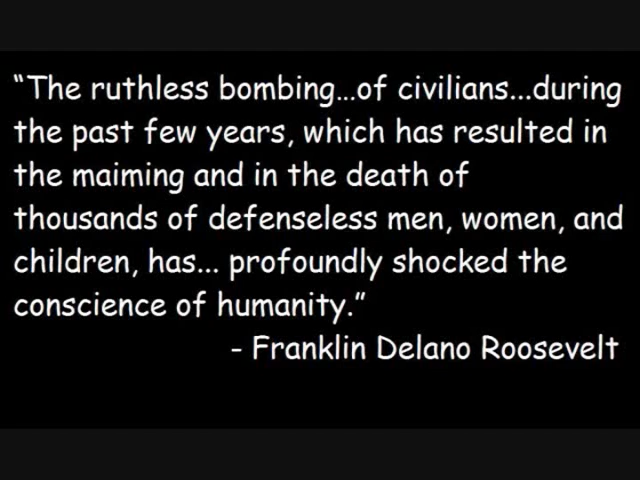 “The ruthless bombing…of civilians...during
the past few years, which has resulted in
the maiming and in the death of
thousands of defenseless men, women, and
children, has... profoundly shocked the
conscience of humanity.”
- Franklin Delano Roosevelt